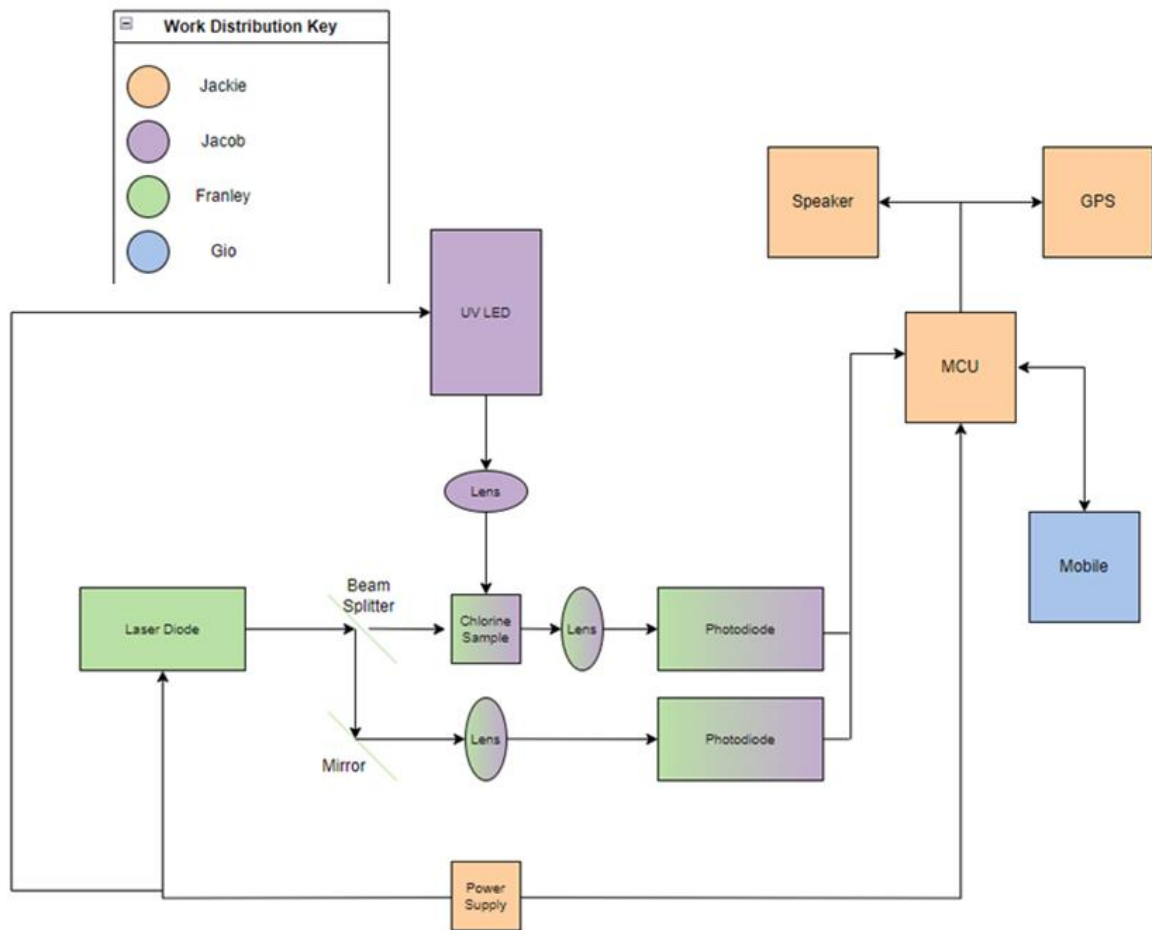 Work Distribution Key
Jackie
Jacob
Franley
Gio
Speaker
GPS
UV LED
MCU
Lens
Mobile
Beam
Splitter
Laser Diode
Chlorine
Sample
Lens
Photodiode
Lens
Photodiode
Mirror
Power
Supply